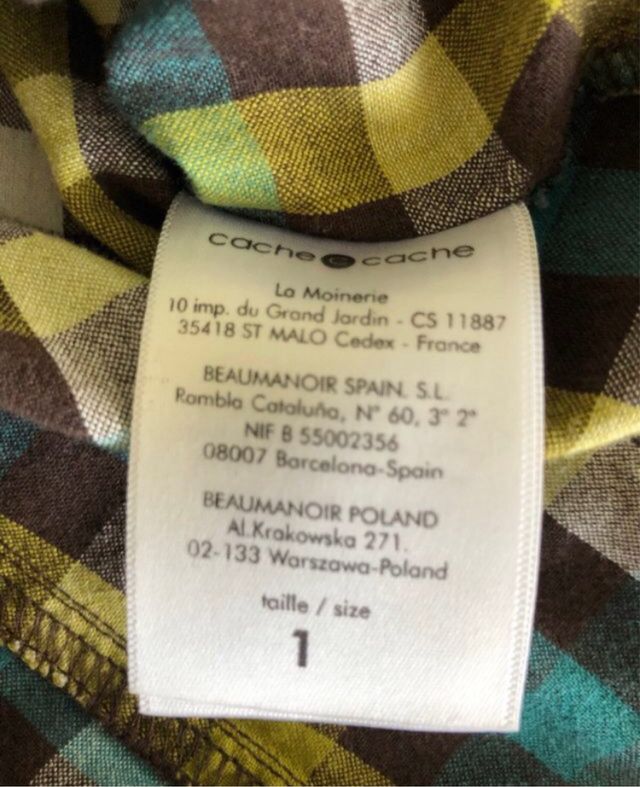 cache cache
La Moinerie
10 imp. du Grand Jardin - CS 11887
35418 ST MALO Cedex - France
BEAUMANOIR SPAIN. S.L.
Rambla Cataluña, N° 60, 3° 2ª
NIF B 55002356
08007 Barcelona-Spain
BEAUMANOIR POLAND
Al.Krakowska 271.
02-133 Warszawa-Poland
taille / size
1